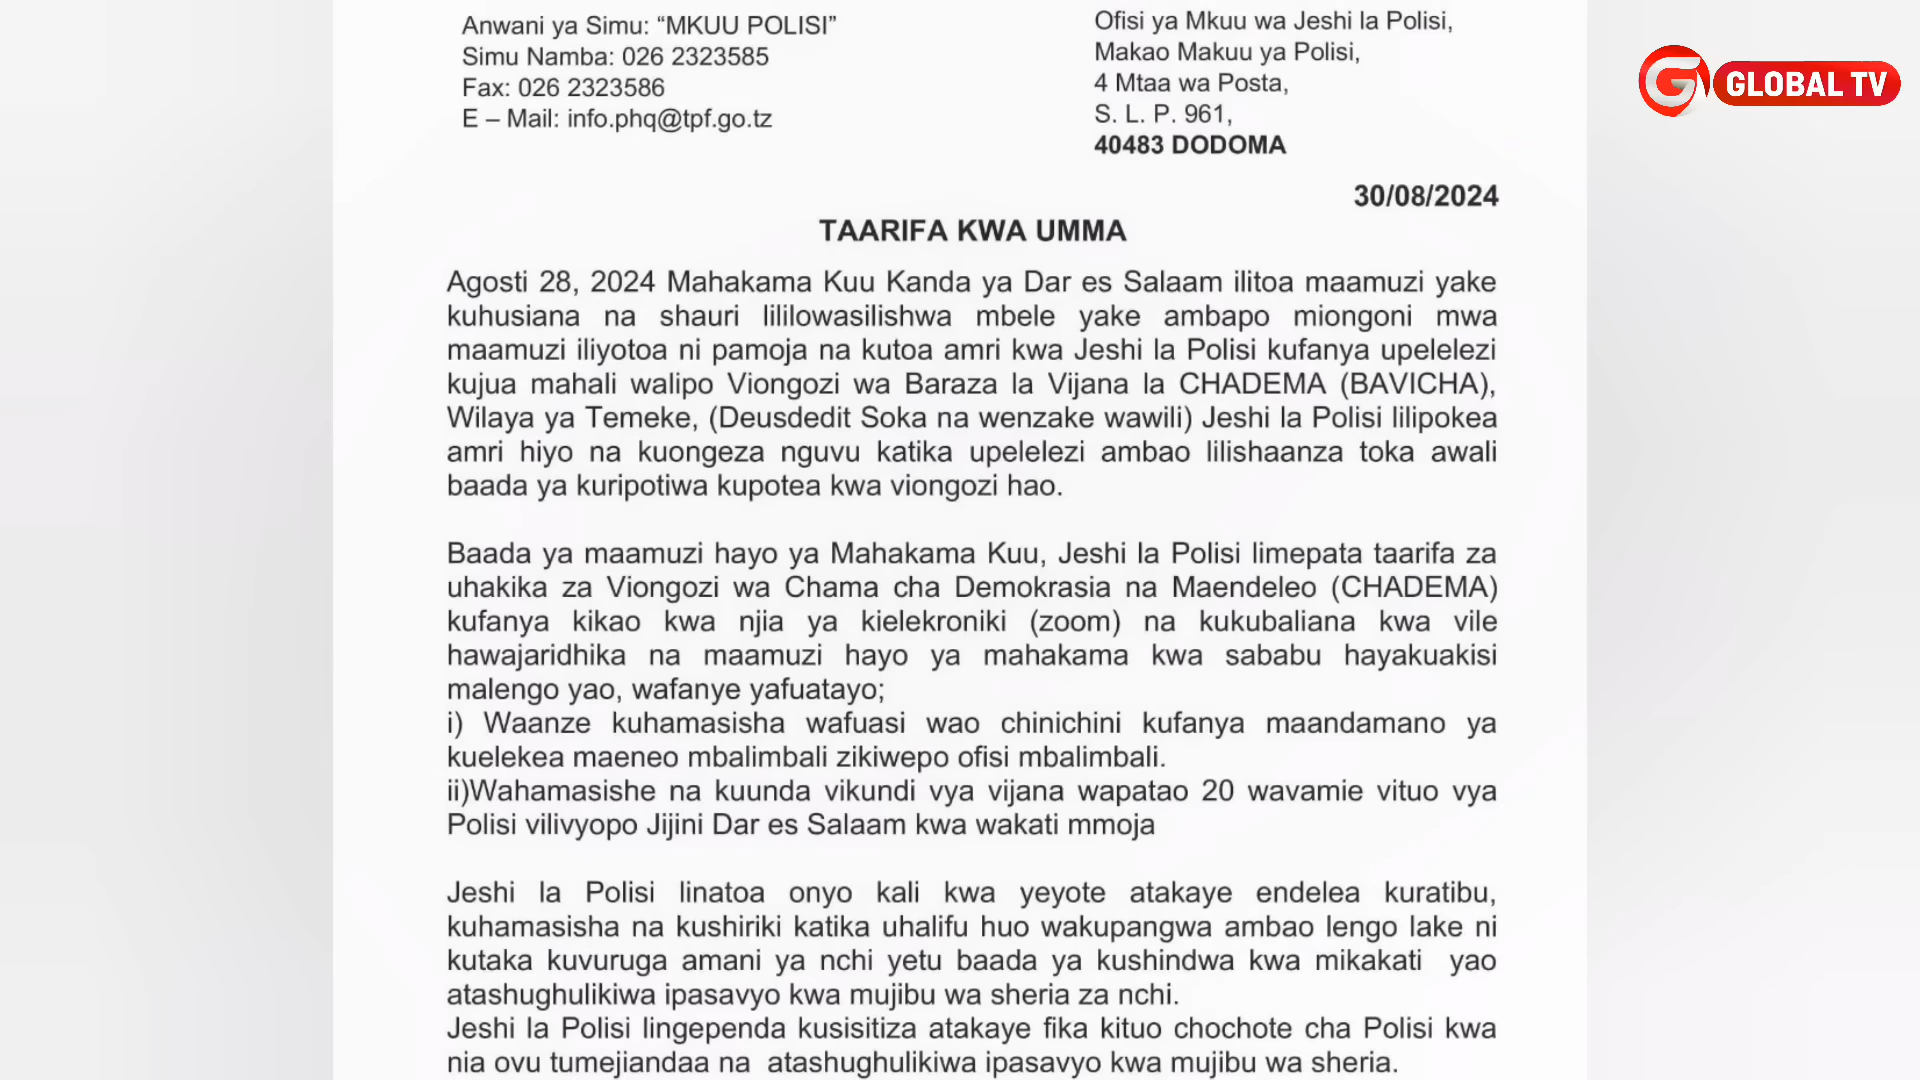 Anwani ya Simu: “MKUU POLISI”
Simu Namba: 026 2323585
Fax: 026 2323586
E – Mail: info.phq@tpf.go.tz
Ofisi ya Mkuu wa Jeshi la Polisi,
Makao Makuu ya Polisi,
4 Mtaa wa Posta,
S. L. P. 961,
40483 DODOMA
GLOBAL TV
30/08/2024
TAARIFA KWA UMMA
Agosti 28, 2024 Mahakama Kuu Kanda ya Dar es Salaam ilitoa maamuzi yake
kuhusiana na shauri lililowasilishwa mbele yake ambapo miongoni mwa
maamuzi iliyotoa ni pamoja na kutoa amri kwa Jeshi la Polisi kufanya upelelezi
kujua mahali walipo Viongozi wa Baraza la Vijana la CHADEMA (BAVICHA),
Wilaya ya Temeke, (Deusdedit Soka na wenzake wawili) Jeshi la Polisi lilipokea
amri hiyo na kuongeza nguvu katika upelelezi ambao lilishaanza toka awali
baada ya kuripotiwa kupotea kwa viongozi hao.
Baada ya maamuzi hayo ya Mahakama Kuu, Jeshi la Polisi limepata taarifa za
uhakika za Viongozi wa Chama cha Demokrasia na Maendeleo (CHADEMA)
kufanya kikao kwa njia ya kielekroniki (zoom) na kukubaliana kwa vile
hawajaridhika na maamuzi hayo ya mahakama kwa sababu hayakuakisi
malengo yao, wafanye yafuatayo;
i) Waanze kuhamasisha wafuasi wao chinichini kufanya maandamano ya
kuelekea maeneo mbalimbali zikiwepo ofisi mbalimbali.
ii)Wahamasishe na kuunda vikundi vya vijana wapatao 20 wavamie vituo vya
Polisi vilivyopo Jijini Dar es Salaam kwa wakati mmoja
Jeshi la Polisi linatoa onyo kali kwa yeyote atakaye endelea kuratibu,
kuhamasisha na kushiriki katika uhalifu huo wakupangwa ambao lengo lake ni
kutaka kuvuruga amani ya nchi yetu baada ya kushindwa kwa mikakati yao
atashughulikiwa ipasavyo kwa mujibu wa sheria za nchi.
Jeshi la Polisi lingependa kusisitiza atakaye fika kituo chochote cha Polisi kwa
nia ovu tumejiandaa na atashughulikiwa ipasavyo kwa mujibu wa sheria.